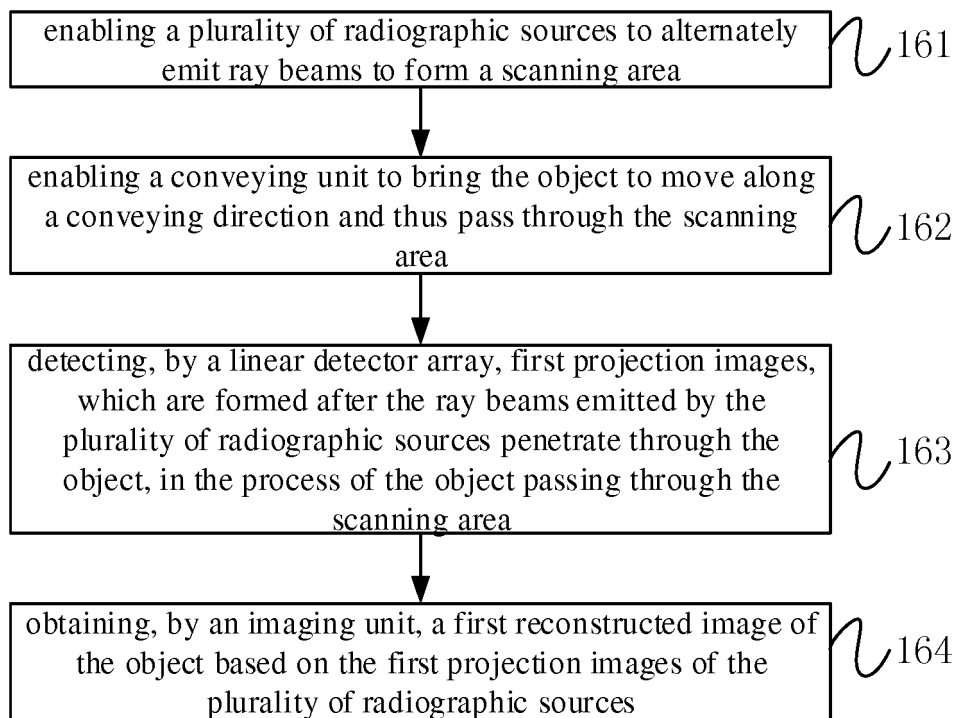 enabling a plurality of radiographic sources to alternately
emit ray beams to form a scanning area
161
enabling a conveying unit to bring the object to move along
a conveying direction and thus pass through the scanning
area
162
detecting, by a linear detector array, first projection images,
which are formed after the ray beams emitted by the
plurality of radiographic sources penetrate through the
object, in the process of the object passing through the
scanning area
163
obtaining, by an imaging unit, a first reconstructed image of
the object based on the first projection images of the
plurality of radiographic sources
164